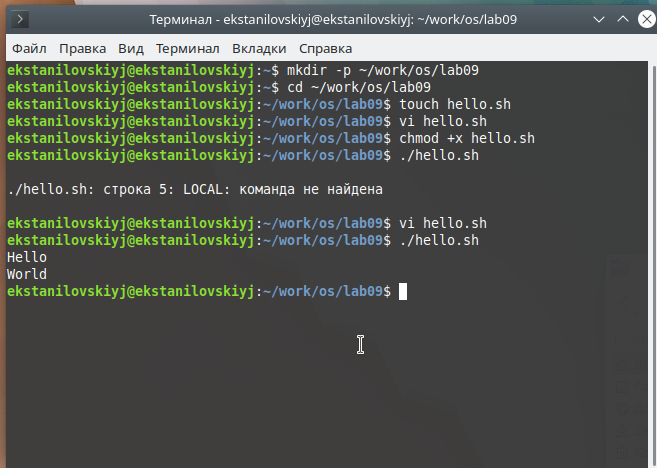 Терминал - ekstanilovskiyj@ekstanilovskiyj: ~/work/os/lab09
Файл Правка Вид Терминал Вкладки Справка
ekstanilovskiyj@ekstanilovskiyj:~$ mkdir -p ~/work/os/lab09
ekstanilovskiyj@ekstanilovskiyj:~$ cd ~/work/os/lab09
ekstanilovskiyj@ekstanilovskiyj:~/work/os/lab09$ touch hello.sh
ekstanilovskiyj@ekstanilovskiyj:~/work/os/lab09$ vi hello.sh
ekstanilovskiyj@ekstanilovskiyj:~/work/os/lab09$ chmod +x hello.sh
ekstanilovskiyj@ekstanilovskiyj:~/work/os/lab09$ ./hello.sh
./hello.sh: строка 5: LOCAL: команда не найдена
ekstanilovskiyj@ekstanilovskiyj:~/work/os/lab09$ vi hello.sh
ekstanilovskiyj@ekstanilovskiyj:~/work/os/lab09$ ./hello.sh
Hello
World
ekstanilovskiyj@ekstanilovskiyj:~/work/os/lab09$